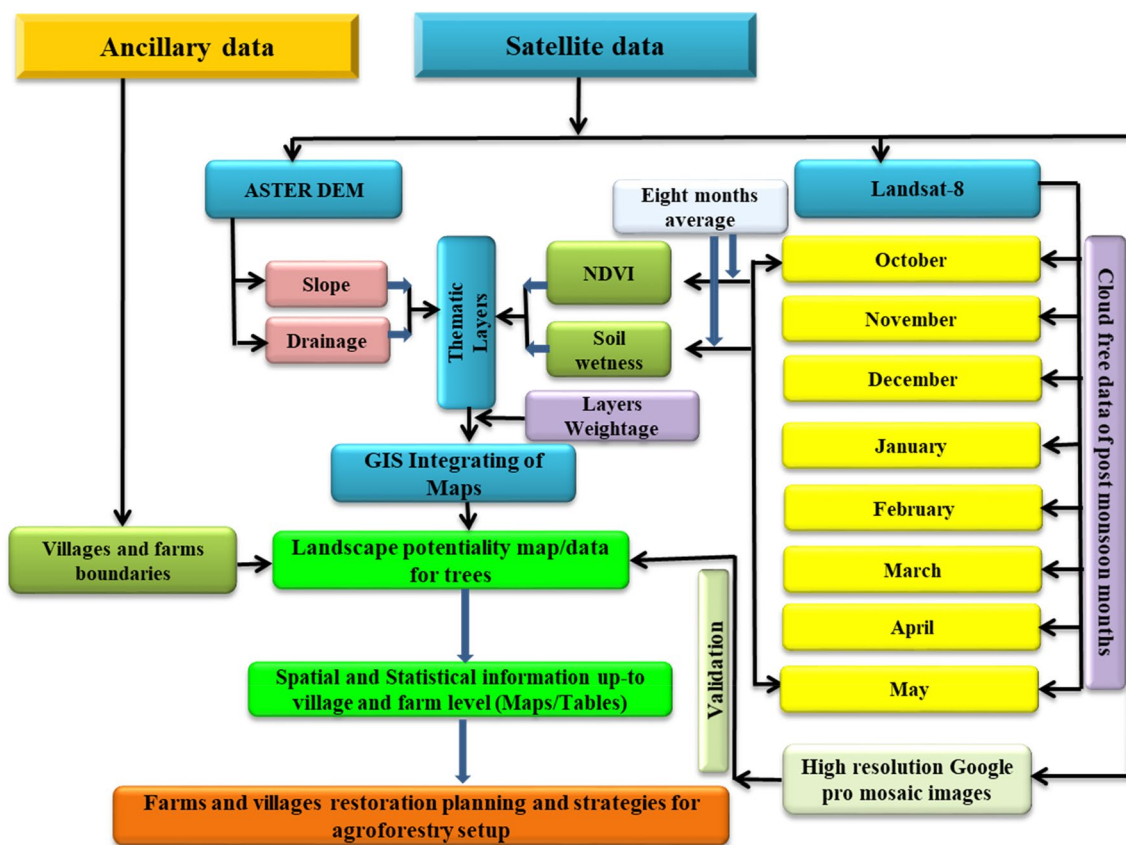 Ancillary data
Satellite data
ASTER DEM
Eight months
average
Landsat-8
Slope
Drainage
Thematic
Layers
NDVI
Soil
wetness
October
November
December
January
February
March
April
May
Cloud free data of post monsoon months
Layers
Weightage
GIS Integrating of
Maps
Villages and farms
boundaries
Landscape potentiality map/data
for trees
Validation
Spatial and Statistical information up-to
village and farm level (Maps/Tables)
High resolution Google
pro mosaic images
Farms and villages restoration planning and strategies for
agroforestry setup